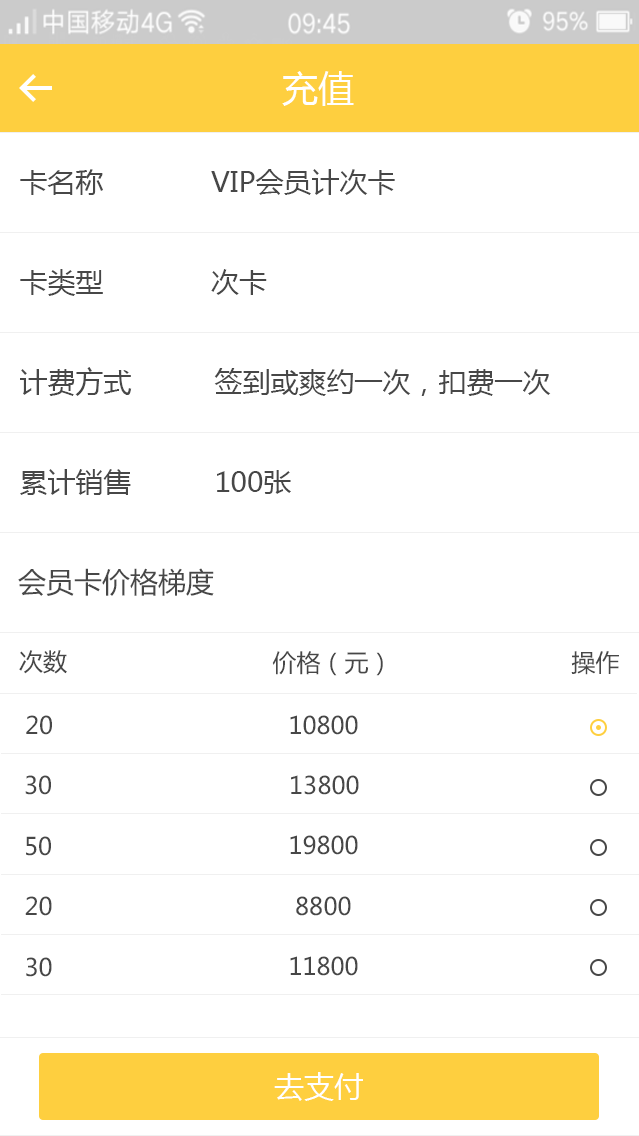 中国移动4G 09:45 95%
充值
卡名称 VIP会员计次卡
卡类型 次卡
计费方式 签到或爽约一次，扣费一次
累计销售 100张
会员卡价格梯度
次数 价格（元） 操作
20 10800
30 13800
50 19800
20 8800
30 11800
去支付